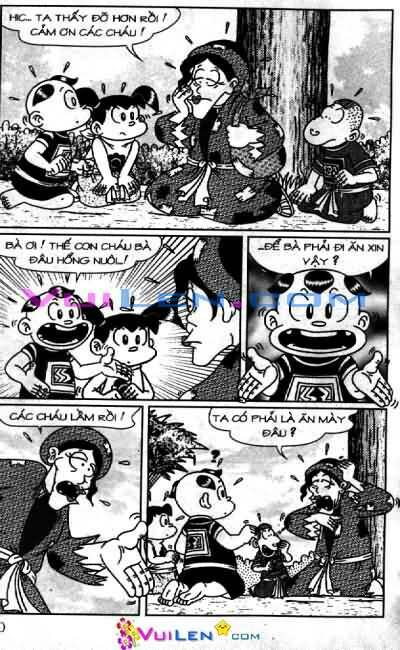 HIC... TA THẤY ĐỠ HƠN RỒI!
CẢM ƠN CÁC CHÁU!
BÀ ƠI! THẾ CON CHÁU BÀ
ĐÂU HỔNG NUÔI...
...ĐỂ BÀ PHẢI ĐI ĂN XIN
VẬY?
VUILEN.COM
CÁC CHÁU LẦM RỒI!
TA CÓ PHẢI LÀ ĂN MÀY
ĐÂU?
?
0
VUILEN.COM